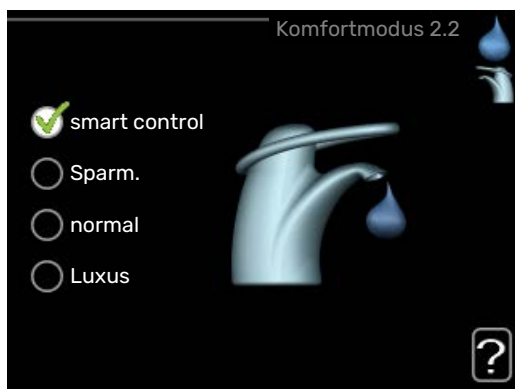 Komfortmodus 2.2
smart control
Sparm.
normal
Luxus
?